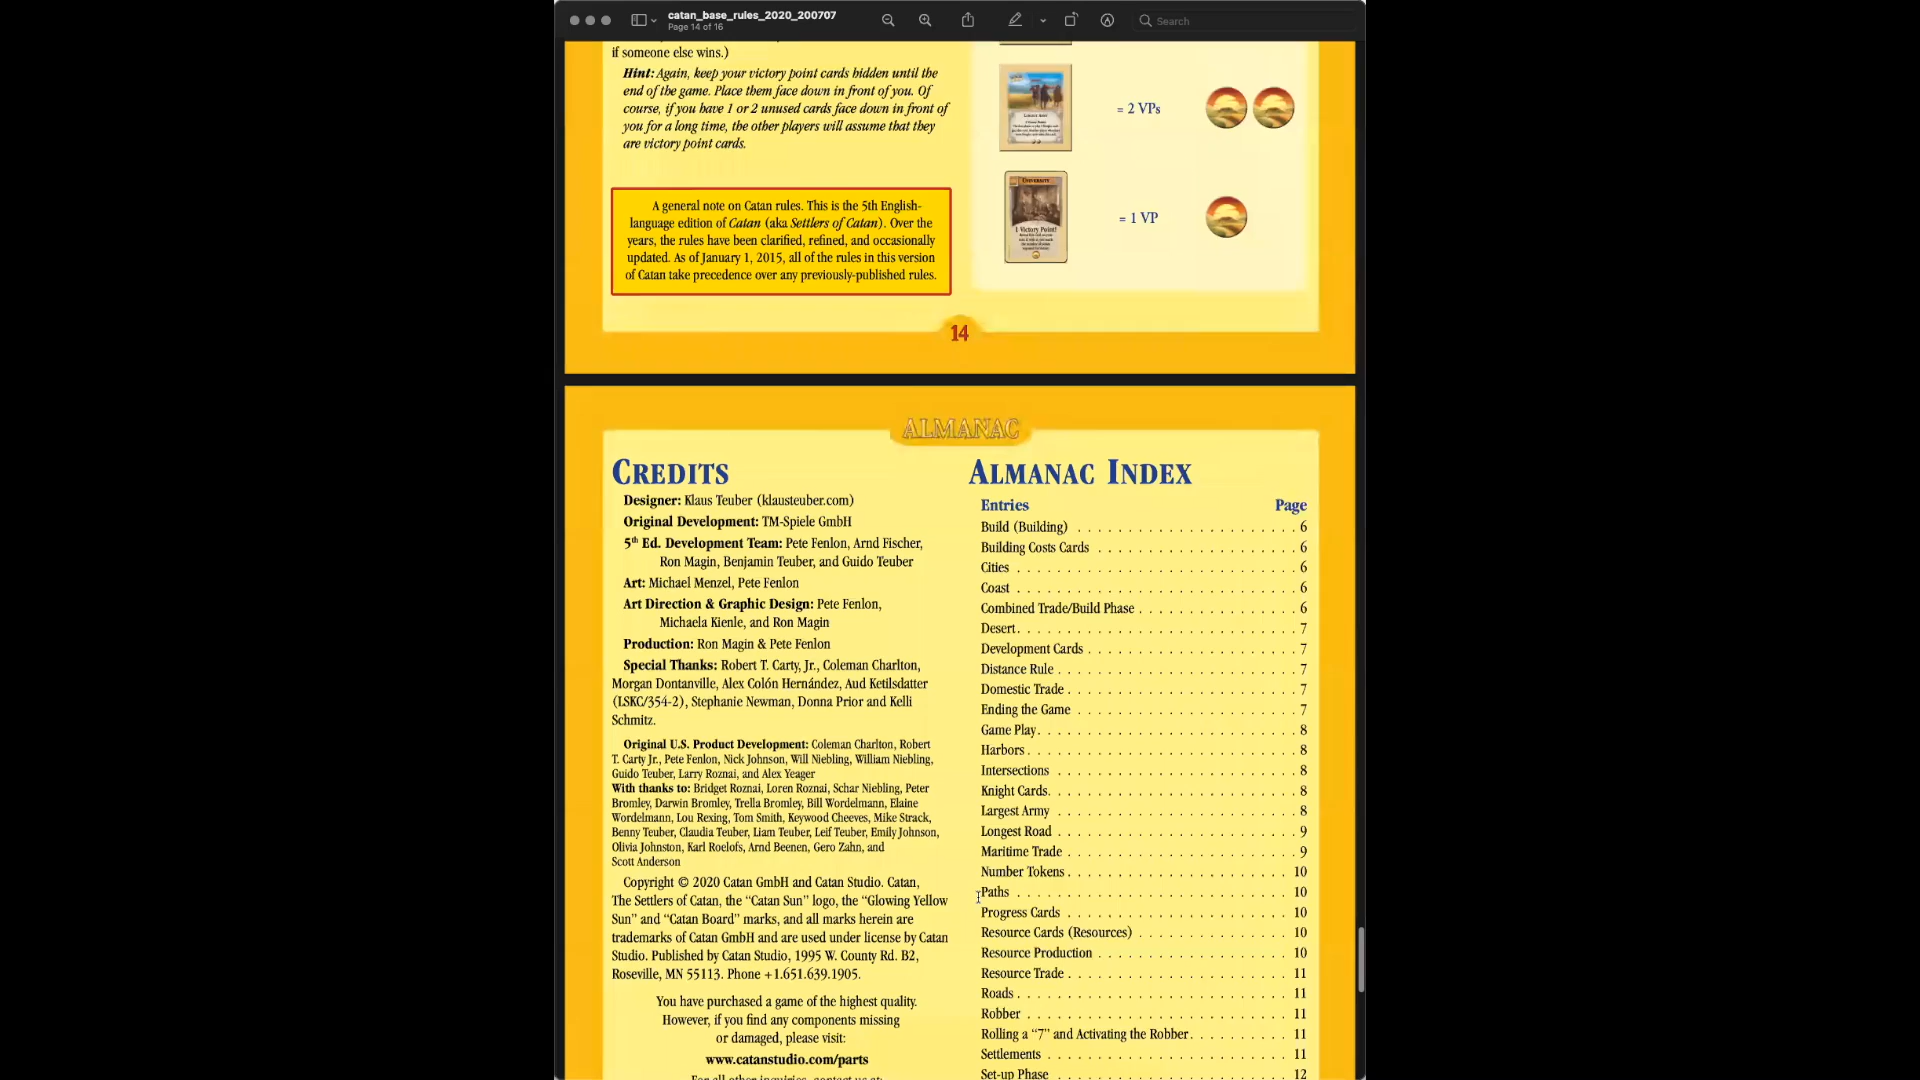 catan_base_rules_2020_200707
Page 14 of 16
Search
if someone else wins.)
Hint: Again, keep your victory point cards hidden until the
end of the game. Place them face down in front of you. Of
course, if you have 1 or 2 unused cards face down in front of
you for a long time, the other players will assume that they
are victory point cards.
A general note on Catan rules. This is the 5th English-
language edition of Catan (aka Settlers of Catan). Over the
years, the rules have been clarified, refined, and occasionally
updated. As of January 1, 2015, all of the rules in this version
of Catan take precedence over any previously-published rules.
= 2 VPs
University
1 Victory Point!
= 1 VP
14
ALMANAC
CREDITS
Designer: Klaus Teuber (klausteuber.com)
Original Development: TM-Spiele GmbH
5th Ed. Development Team: Pete Fenlon, Arnd Fischer,
Ron Magin, Benjamin Teuber, and Guido Teuber
Art: Michael Menzel, Pete Fenlon
Art Direction & Graphic Design: Pete Fenlon,
Michaela Kienle, and Ron Magin
Production: Ron Magin & Pete Fenlon
Special Thanks: Robert T. Carty, Jr., Coleman Charlton,
Morgan Dontanville, Alex Colón Hernández, Aud Ketilsdatter
(LSKC/354-2), Stephanie Newman, Donna Prior and Kelli
Schmitz.
Original U.S. Product Development: Coleman Charlton, Robert
T. Carty Jr., Pete Fenlon, Nick Johnson, Will Niebling, William Niebling,
Guido Teuber, Larry Roznai, and Alex Yeager
With thanks to: Bridget Roznai, Loren Roznai, Schar Niebling, Peter
Bromley, Darwin Bromley, Trella Bromley, Bill Wordelmann, Elaine
Wordelmann, Lou Rexing, Tom Smith, Keywood Cheeves, Mike Strack,
Benny Teuber, Claudia Teuber, Liam Teuber, Leif Teuber, Emily Johnson,
Olivia Johnston, Karl Roelofs, Arnd Beenen, Gero Zahn, and
Scott Anderson
Copyright © 2020 Catan GmbH and Catan Studio. Catan,
The Settlers of Catan, the “Catan Sun” logo, the “Glowing Yellow
Sun” and “Catan Board” marks, and all marks herein are
trademarks of Catan GmbH and are used under license by Catan
Studio. Published by Catan Studio, 1995 W. County Rd. B2,
Roseville, MN 55113. Phone +1.651.639.1905.
You have purchased a game of the highest quality.
However, if you find any components missing
or damaged, please visit:
www.catanstudio.com/parts
For all other inquiries, contact us at:
ALMANAC INDEX
Entries Page
Build (Building) . . . . . . . . . . . . . . . . . . . . . . 6
Building Costs Cards . . . . . . . . . . . . . . . . . . . . 6
Cities . . . . . . . . . . . . . . . . . . . . . . . . . . . . 6
Coast . . . . . . . . . . . . . . . . . . . . . . . . . . . . 6
Combined Trade/Build Phase . . . . . . . . . . . . . . . . 6
Desert. . . . . . . . . . . . . . . . . . . . . . . . . . . . 7
Development Cards . . . . . . . . . . . . . . . . . . . . . 7
Distance Rule . . . . . . . . . . . . . . . . . . . . . . . . 7
Domestic Trade . . . . . . . . . . . . . . . . . . . . . . . 7
Ending the Game . . . . . . . . . . . . . . . . . . . . . . 7
Game Play. . . . . . . . . . . . . . . . . . . . . . . . . . 8
Harbors . . . . . . . . . . . . . . . . . . . . . . . . . . . 8
Intersections . . . . . . . . . . . . . . . . . . . . . . . . 8
Knight Cards. . . . . . . . . . . . . . . . . . . . . . . . . 8
Largest Army . . . . . . . . . . . . . . . . . . . . . . . . 8
Longest Road . . . . . . . . . . . . . . . . . . . . . . . . 9
Maritime Trade . . . . . . . . . . . . . . . . . . . . . . . 9
Number Tokens . . . . . . . . . . . . . . . . . . . . . . . 10
Paths . . . . . . . . . . . . . . . . . . . . . . . . . . . . 10
Progress Cards . . . . . . . . . . . . . . . . . . . . . . . 10
Resource Cards (Resources) . . . . . . . . . . . . . . . . 10
Resource Production . . . . . . . . . . . . . . . . . . . . 10
Resource Trade . . . . . . . . . . . . . . . . . . . . . . . 11
Roads . . . . . . . . . . . . . . . . . . . . . . . . . . . . 11
Robber . . . . . . . . . . . . . . . . . . . . . . . . . . . 11
Rolling a “7” and Activating the Robber. . . . . . . . . . 11
Settlements . . . . . . . . . . . . . . . . . . . . . . . . . 11
Set-up Phase . . . . . . . . . . . . . . . . . . . . . . . . 12